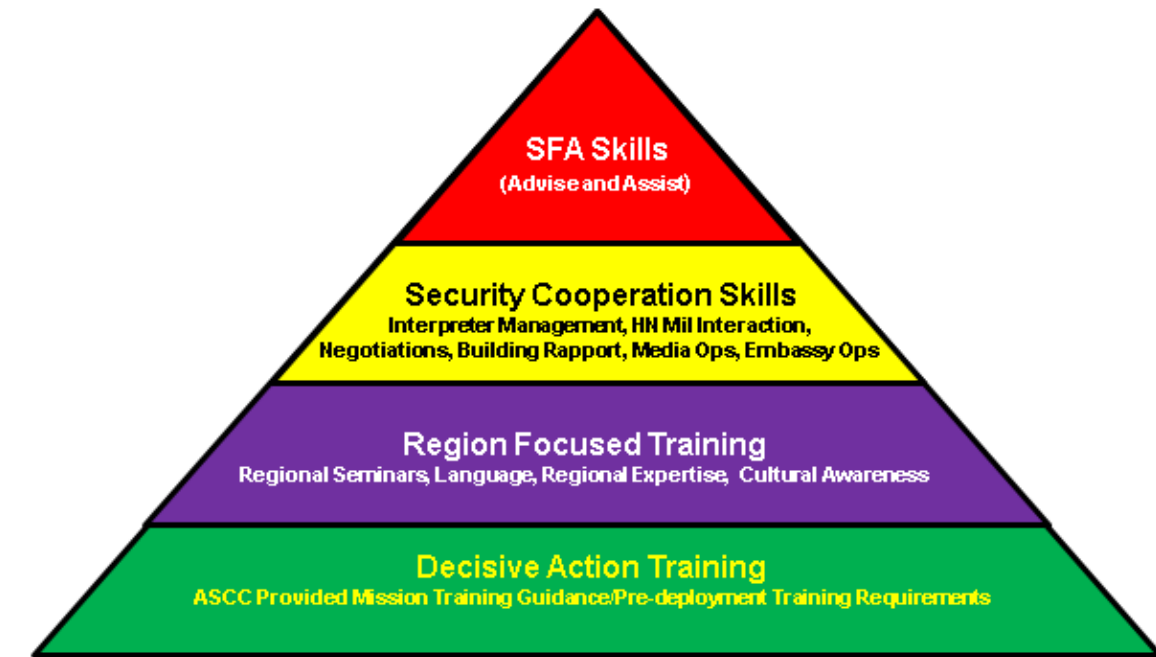 SFA Skills
(Advise and Assist)
Security Cooperation Skills
Interpreter Management, HN Mil Interaction,
Negotiations, Building Rapport, Media Ops, Embassy Ops
Region Focused Training
Regional Seminars, Language, Regional Expertise, Cultural Awareness
Decisive Action Training
ASCC Provided Mission Training Guidance/Pre-deployment Training Requirements